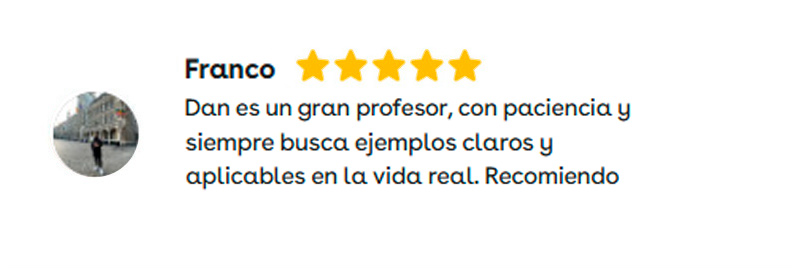 Franco
Dan es un gran profesor, con paciencia y
siempre busca ejemplos claros y
aplicables en la vida real. Recomiendo